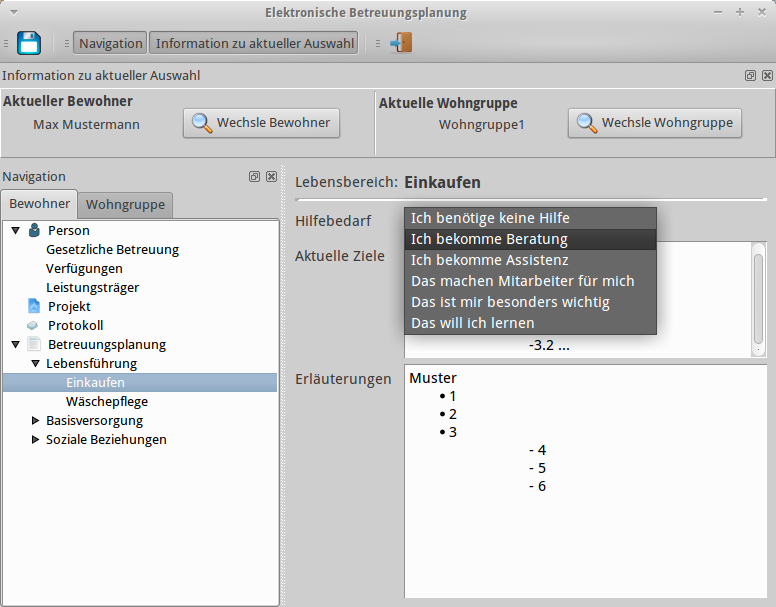 Elektronische Betreuungsplanung
Navigation Information zu aktueller Auswahl
Information zu aktueller Auswahl
Aktueller Bewohner
Max Mustermann
Wechsle Bewohner
Aktuelle Wohngruppe
Wohngruppe1
Wechsle Wohngruppe
Navigation
Bewohner Wohngruppe
Person
Gesetzliche Betreuung
Verfügungen
Leistungsträger
Projekt
Protokoll
Betreuungsplanung
Lebensführung
Einkaufen
Wäschepflege
Basisversorgung
Soziale Beziehungen
Lebensbereich: Einkaufen
Hilfebedarf
Ich benötige keine Hilfe
Ich bekomme Beratung
Ich bekomme Assistenz
Das machen Mitarbeiter für mich
Das ist mir besonders wichtig
Das will ich lernen
Aktuelle Ziele
-3.2 ...
Erläuterungen
Muster
• 1
• 2
• 3
- 4
- 5
- 6